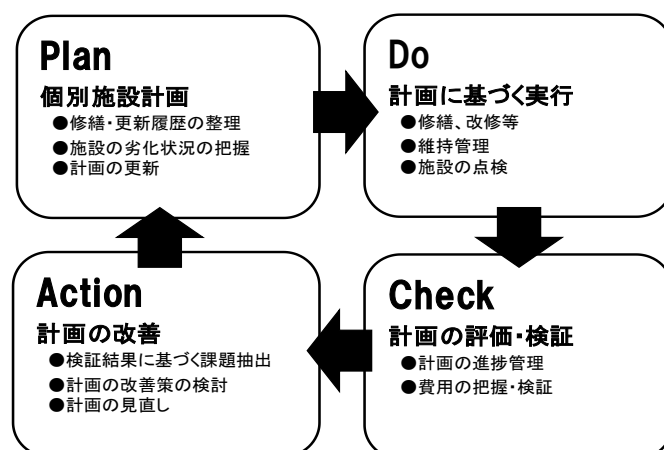 Plan
個別施設計画
●修繕・更新履歴の整理
●施設の劣化状況の把握
●計画の更新
Do
計画に基づく実行
●修繕、改修等
●維持管理
●施設の点検
Check
計画の評価・検証
●計画の進捗管理
●費用の把握・検証
Action
計画の改善
●検証結果に基づく課題抽出
●計画の改善策の検討
●計画の見直し